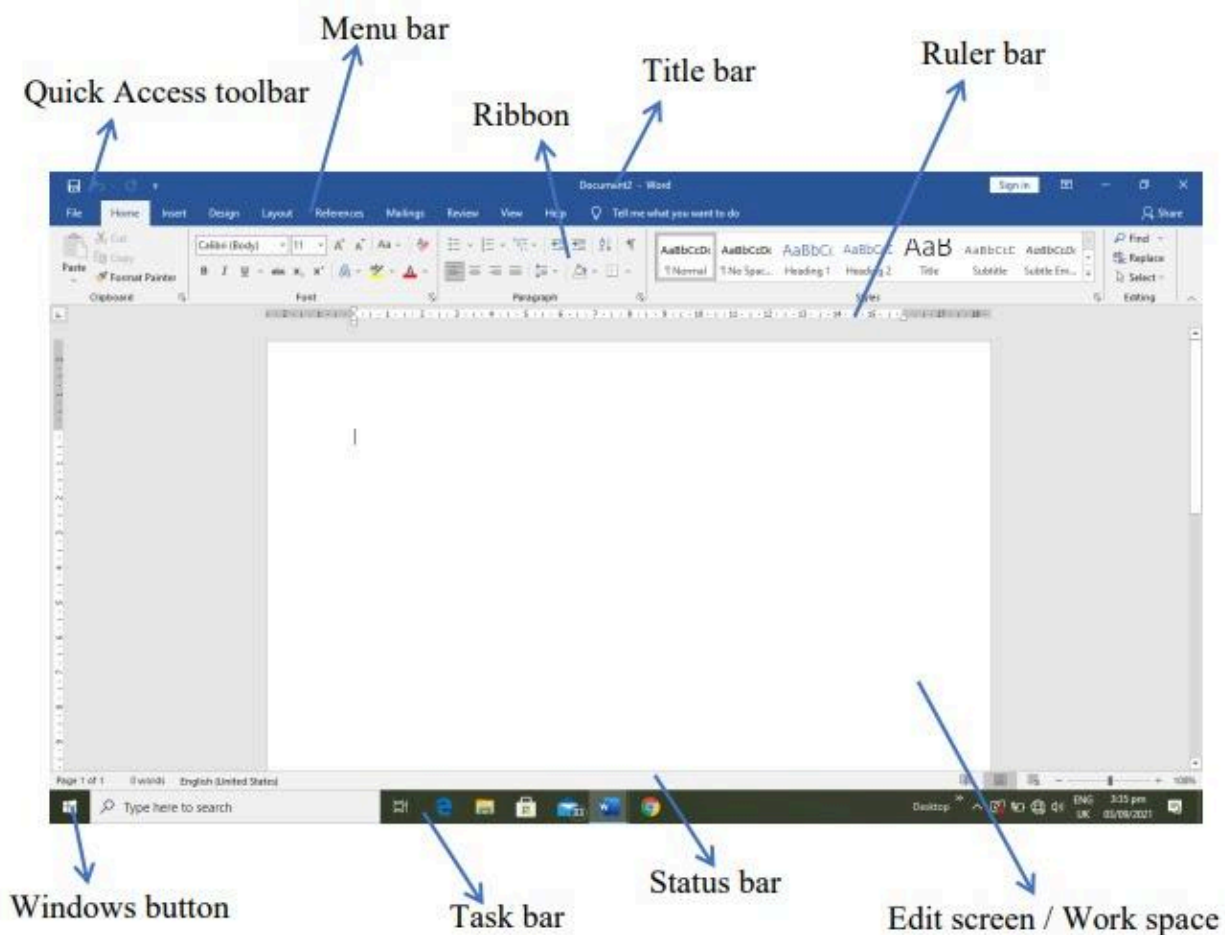 Menu bar
Title bar
Ruler bar
Quick Access toolbar
Ribbon
Document2 - Word
Sign in
File Home Insert Design Layout References Mailings Review View Help Tell me what you want to do
Share
Cut
Calibri (Body) 11
AaBbCcDc AaBbCcDc AaBbCc AaBbCcC AaB AaBbCcC AaBbCcDc
Find
Copy
Replace
Paste
Format Painter
B I U abc x, x'
1 Normal 1 No Spac... Heading 1 Heading 2 Title Subtitle Subtle Em...
Select
Clipboard Font Paragraph Styles Editing
Page 1 of 1 0 words English (United States)
100%
Type here to search
Desktop
ENG 3:35 pm
UK 03/09/2021
Status bar
Windows button
Task bar
Edit screen / Work space